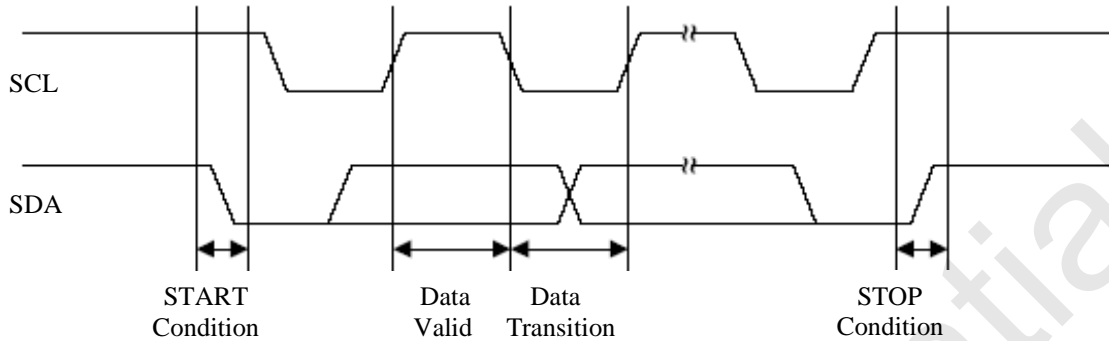 SCL
SDA
START
Condition
Data
Valid
Data
Transition
STOP
Condition